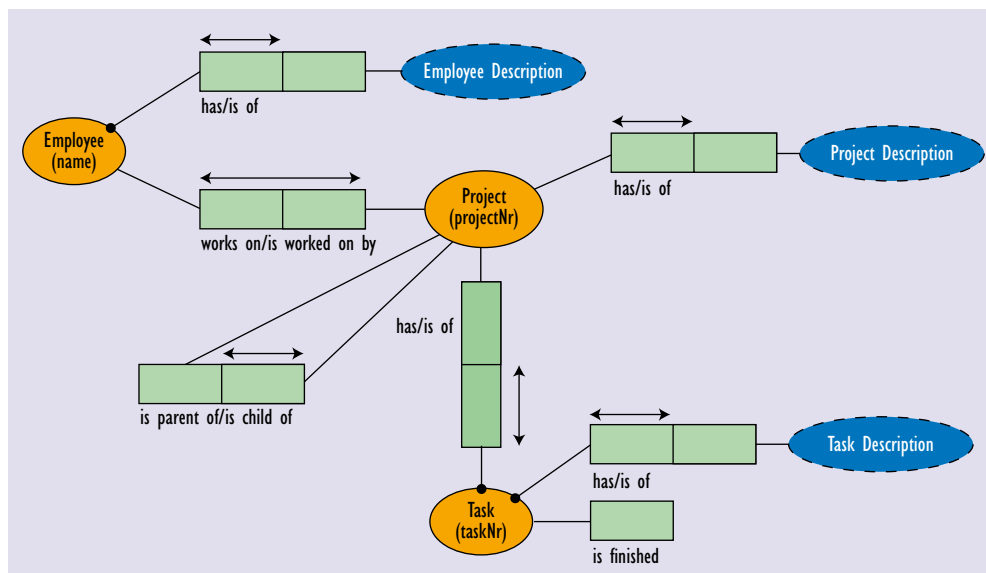 Employee Description
has/is of
Employee
(name)
Project Description
has/is of
Project
(projectNr)
works on/is worked on by
has/is of
is parent of/is child of
Task Description
has/is of
Task
(taskNr)
is finished